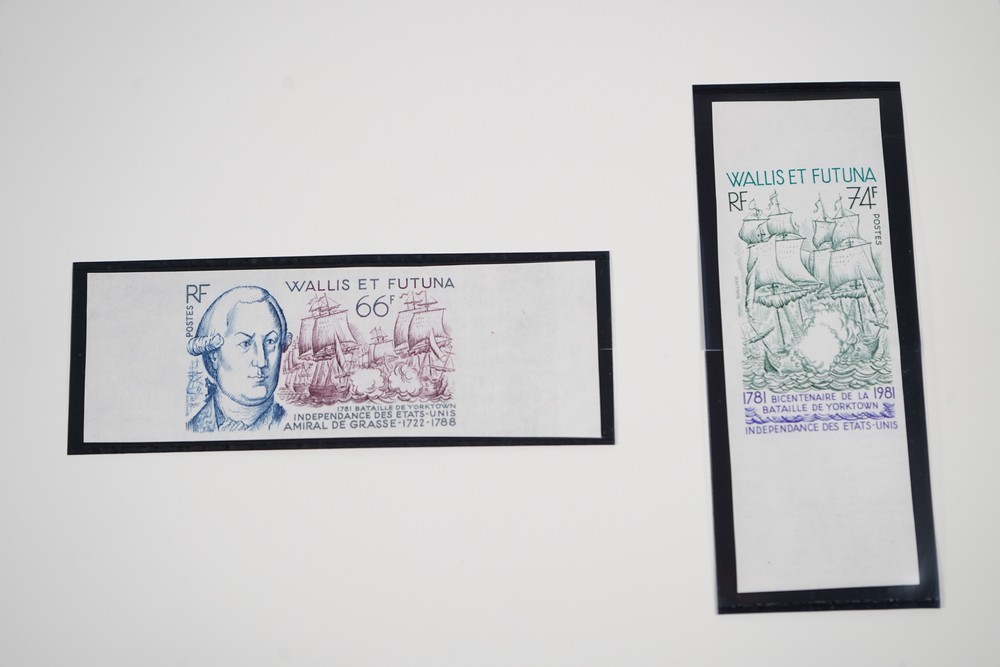 RF
POSTES
WALLIS ET FUTUNA
66F
1781 BATAILLE DE YORKTOWN
INDEPENDANCE DES ETATS-UNIS
AMIRAL DE GRASSE-1722-1788
WALLIS ET FUTUNA
RF
74F
POSTES
1781 BICENTENAIRE DE LA 1981
BATAILLE DE YORKTOWN
INDEPENDANCE DES ETATS-UNIS